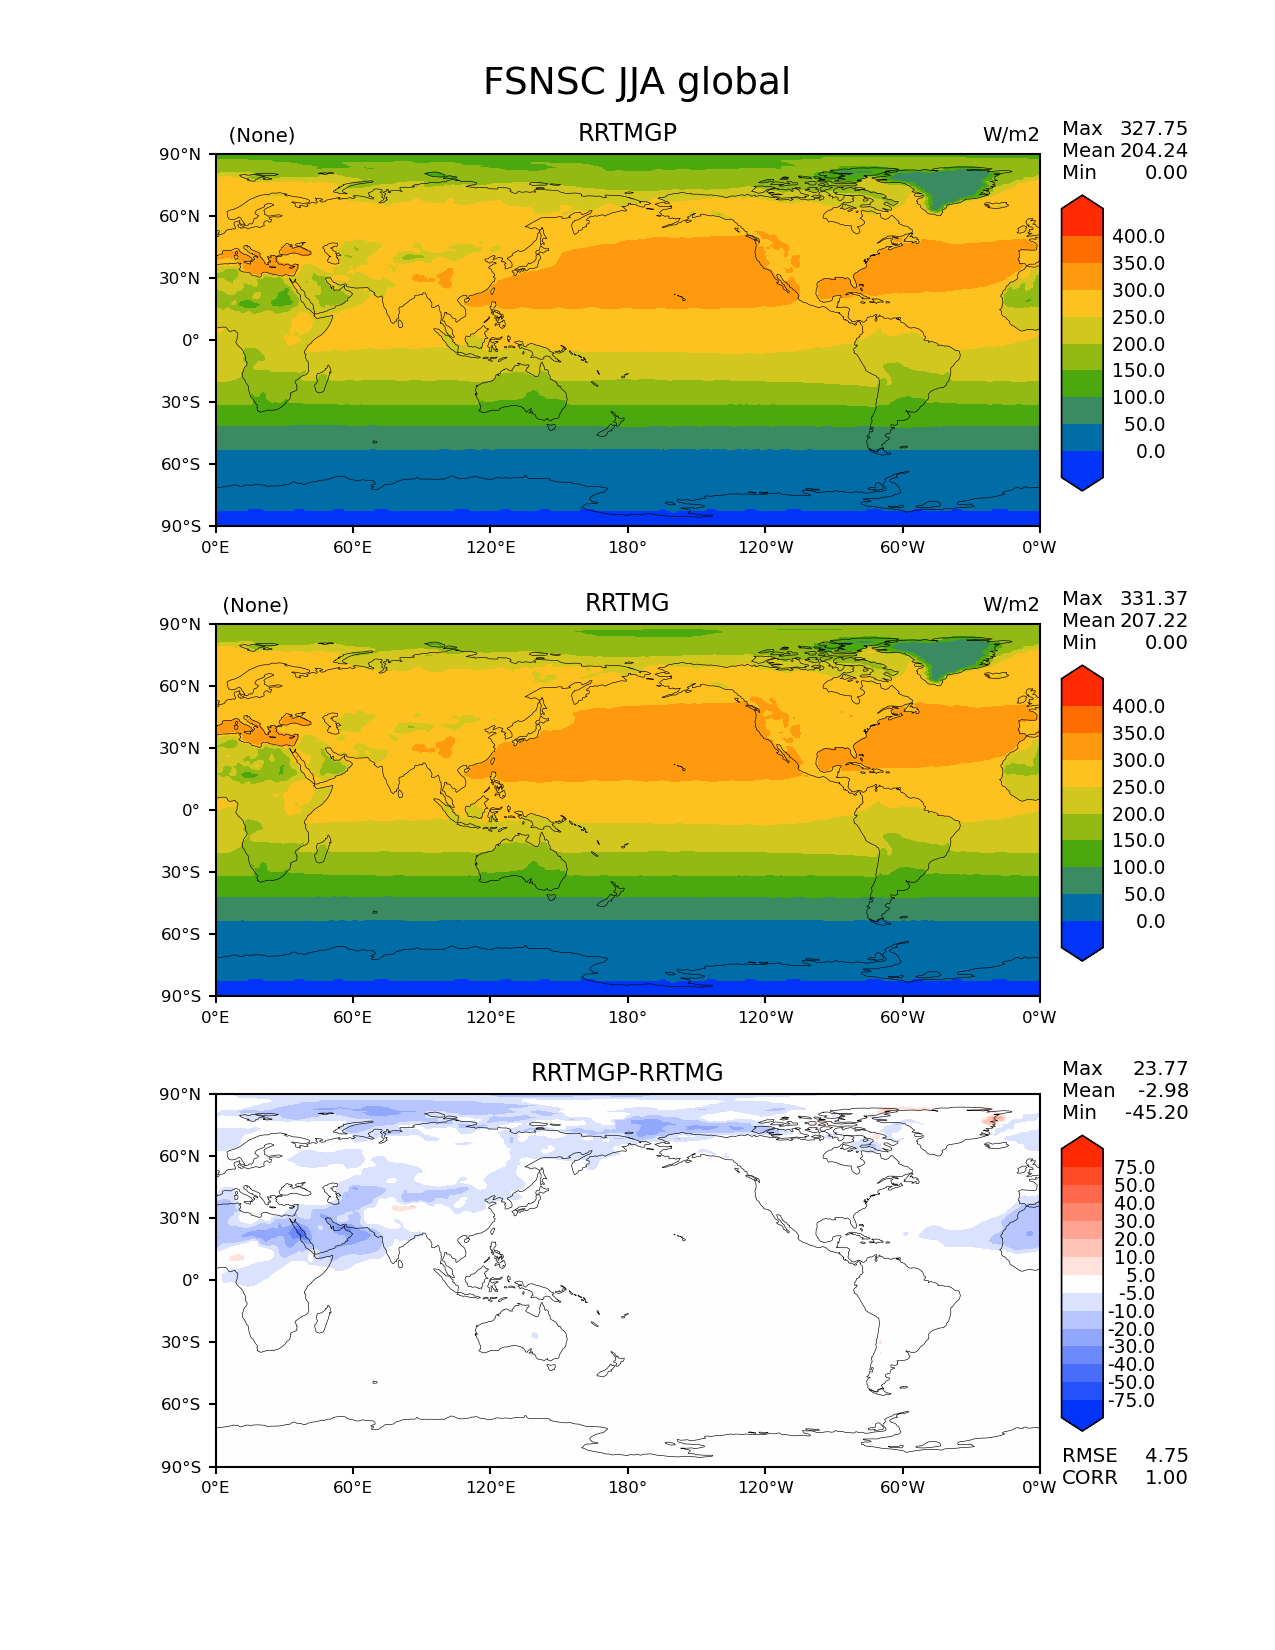 FSNSC JJA global
(None) RRTMGP W/m2
Max 327.75
Mean 204.24
Min 0.00
90°N
60°N
30°N
0°
30°S
60°S
90°S
0°E 60°E 120°E 180° 120°W 60°W 0°W
400.0
350.0
300.0
250.0
200.0
150.0
100.0
50.0
0.0
(None) RRTMG W/m2
Max 331.37
Mean 207.22
Min 0.00
90°N
60°N
30°N
0°
30°S
60°S
90°S
0°E 60°E 120°E 180° 120°W 60°W 0°W
400.0
350.0
300.0
250.0
200.0
150.0
100.0
50.0
0.0
RRTMGP-RRTMG
Max 23.77
Mean -2.98
Min -45.20
90°N
60°N
30°N
0°
30°S
60°S
90°S
0°E 60°E 120°E 180° 120°W 60°W 0°W
75.0
50.0
40.0
30.0
20.0
10.0
5.0
-5.0
-10.0
-20.0
-30.0
-40.0
-50.0
-75.0
RMSE 4.75
CORR 1.00